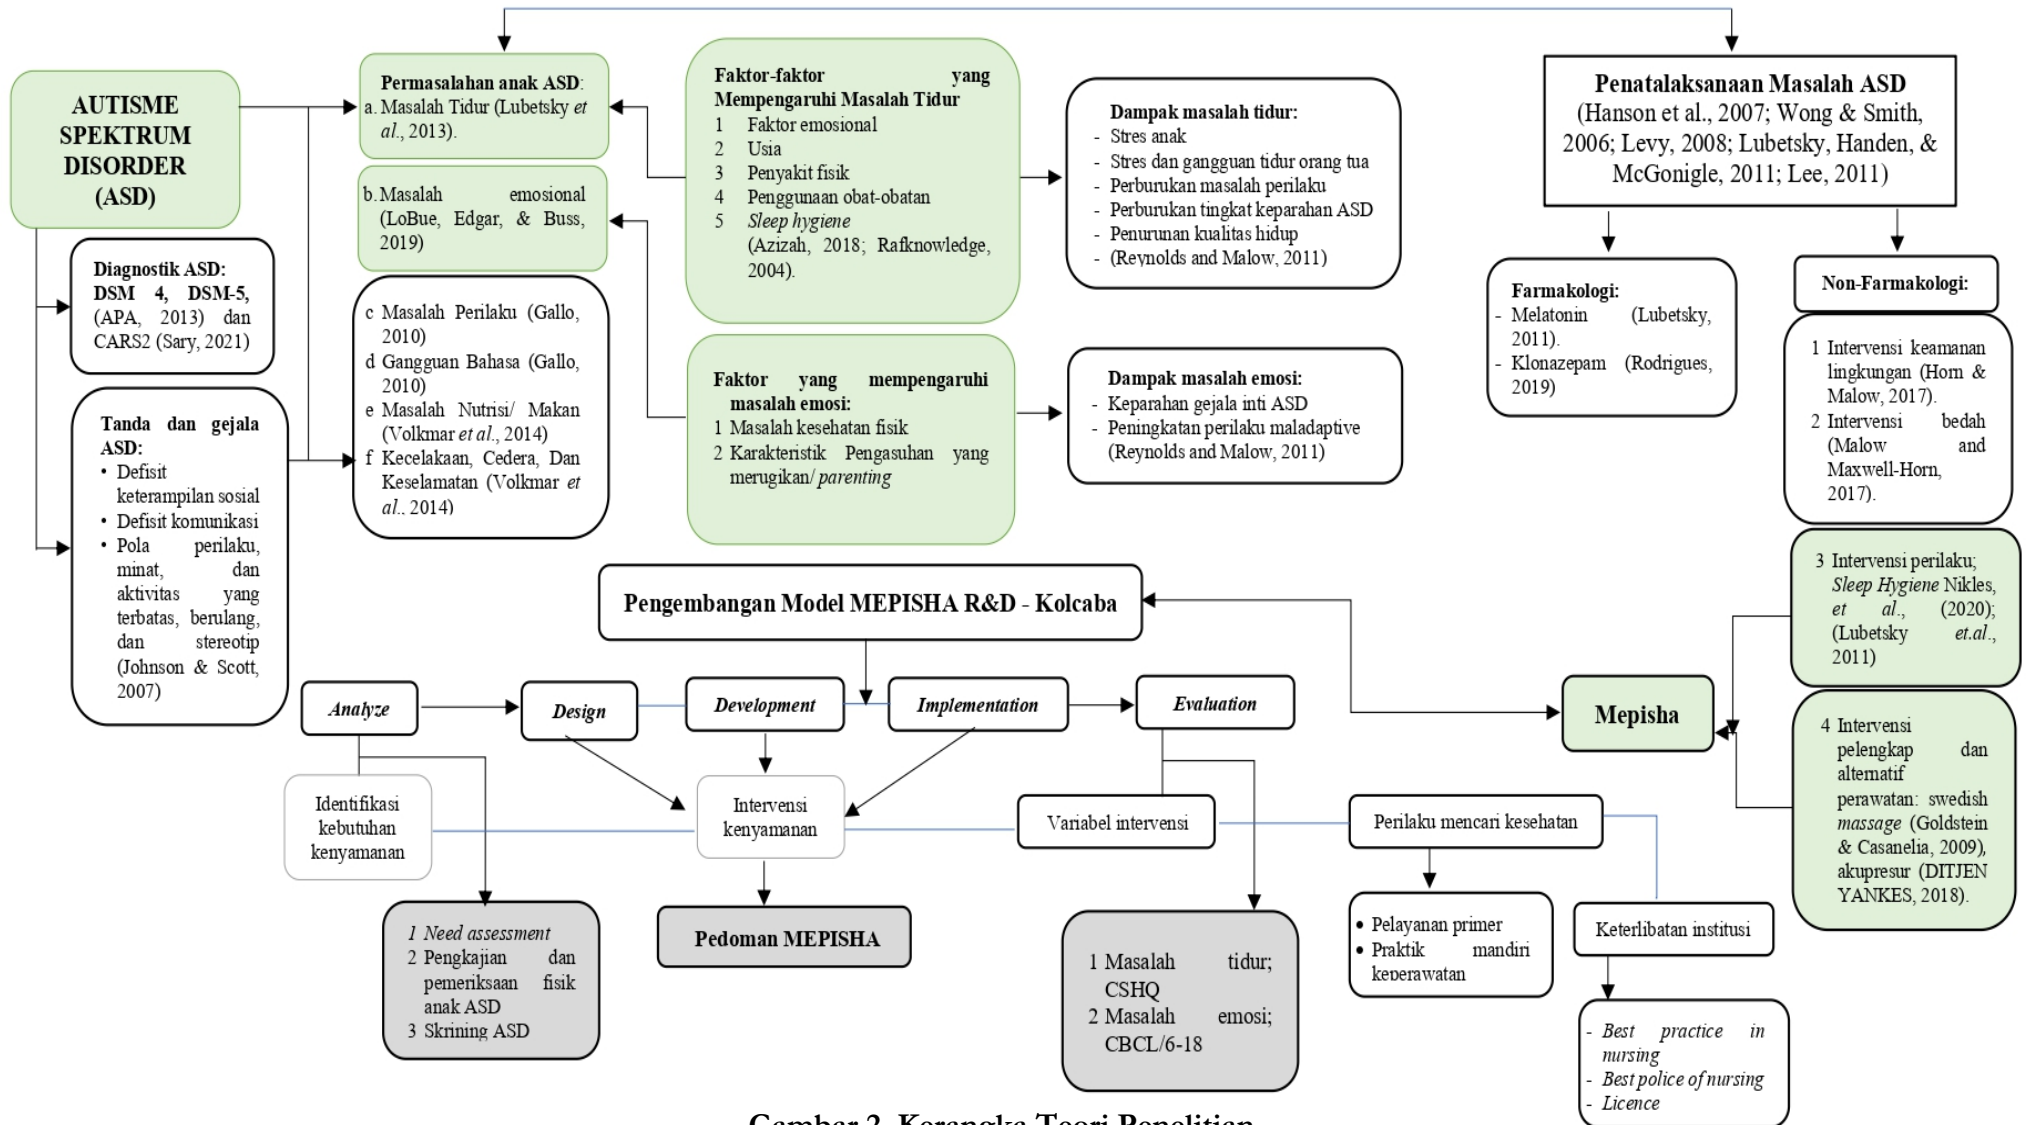 AUTISME
SPEKTRUM
DISORDER
(ASD)
Diagnostik ASD:
DSM 4, DSM-5,
(APA, 2013) dan
CARS2 (Sary, 2021)
Tanda dan gejala
ASD:
• Defisit
keterampilan sosial
• Defisit komunikasi
• Pola perilaku,
minat, dan
aktivitas yang
terbatas, berulang,
dan stereotip
(Johnson & Scott,
2007)
Permasalahan anak ASD:
a. Masalah Tidur (Lubetsky et
al., 2013).
b. Masalah emosional
(LoBue, Edgar, & Buss,
2019)
c Masalah Perilaku (Gallo,
2010)
d Gangguan Bahasa (Gallo,
2010)
e Masalah Nutrisi/ Makan
(Volkmar et al., 2014)
f Kecelakaan, Cedera, Dan
Keselamatan (Volkmar et
al., 2014)
Faktor-faktor yang
Mempengaruhi Masalah Tidur
1 Faktor emosional
2 Usia
3 Penyakit fisik
4 Penggunaan obat-obatan
5 Sleep hygiene
(Azizah, 2018; Rafknowledge,
2004).
Faktor yang mempengaruhi
masalah emosi:
1 Masalah kesehatan fisik
2 Karakteristik Pengasuhan yang
merugikan/ parenting
Dampak masalah tidur:
- Stres anak
- Stres dan gangguan tidur orang tua
- Perburukan masalah perilaku
- Perburukan tingkat keparahan ASD
- Penurunan kualitas hidup
- (Reynolds and Malow, 2011)
Dampak masalah emosi:
- Keparahan gejala inti ASD
- Peningkatan perilaku maladaptive
(Reynolds and Malow, 2011)
Penatalaksanaan Masalah ASD
(Hanson et al., 2007; Wong & Smith,
2006; Levy, 2008; Lubetsky, Handen, &
McGonigle, 2011; Lee, 2011)
Farmakologi:
- Melatonin (Lubetsky,
2011).
- Klonazepam (Rodrigues,
2019)
Non-Farmakologi:
1 Intervensi keamanan
lingkungan (Horn &
Malow, 2017).
2 Intervensi bedah
(Malow and
Maxwell-Horn,
2017).
3 Intervensi perilaku;
Sleep Hygiene Nikles,
et al., (2020);
(Lubetsky et.al.,
2011)
4 Intervensi
pelengkap dan
alternatif
perawatan: swedish
massage (Goldstein
& Casanelia, 2009),
akupresur (DITJEN
YANKES, 2018).
Mepisha
Pengembangan Model MEPISHA R&D - Kolcaba
Analyze
Design
Development
Implementation
Evaluation
Identifikasi
kebutuhan
kenyamanan
Intervensi
kenyamanan
Variabel intervensi
Perilaku mencari kesehatan
Keterlibatan institusi
1 Need assessment
2 Pengkajian dan
pemeriksaan fisik
anak ASD
3 Skrining ASD
Pedoman MEPISHA
1 Masalah tidur;
CSHQ
2 Masalah emosi;
CBCL/6-18
• Pelayanan primer
• Praktik mandiri
keperawatan
- Best practice in
nursing
- Best police of nursing
- Licence
Gambar 2. Kerangka Teori Penelitian